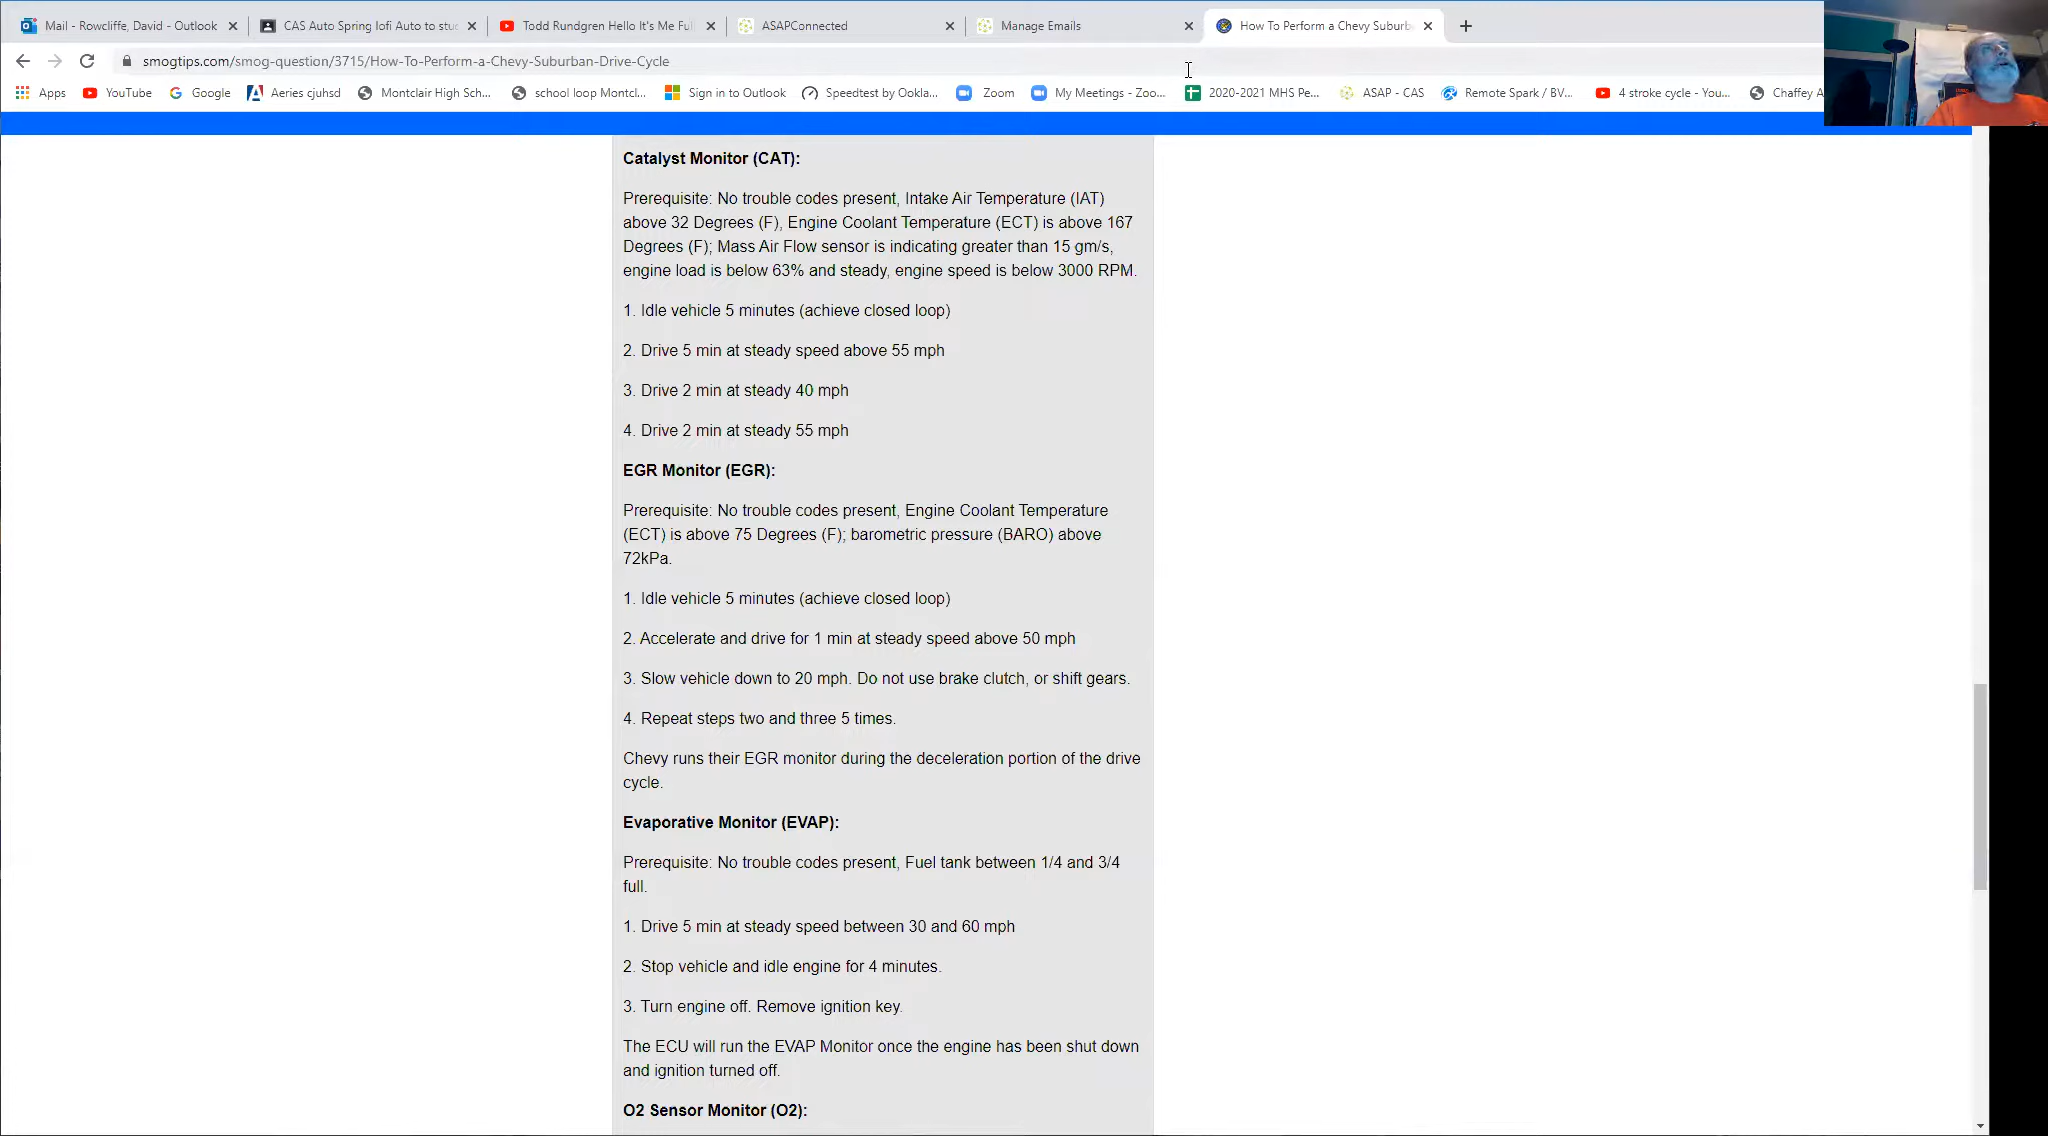 Mail - Rowcliffe, David - Outlook
CAS Auto Spring Iofi Auto to stud
Todd Rundgren Hello It's Me Ful
ASAPConnected
Manage Emails
How To Perform a Chevy Suburb
smogtips.com/smog-question/3715/How-To-Perform-a-Chevy-Suburban-Drive-Cycle
Apps
YouTube
Google
Aeries cjuhsd
Montclair High Sch...
school loop Montcl...
Sign in to Outlook
Speedtest by Ookla...
Zoom
My Meetings - Zoo...
2020-2021 MHS Pe...
ASAP - CAS
Remote Spark / BV...
4 stroke cycle - You...
Chaffey A
Catalyst Monitor (CAT):
Prerequisite: No trouble codes present, Intake Air Temperature (IAT)
above 32 Degrees (F), Engine Coolant Temperature (ECT) is above 167
Degrees (F); Mass Air Flow sensor is indicating greater than 15 gm/s,
engine load is below 63% and steady, engine speed is below 3000 RPM.
1. Idle vehicle 5 minutes (achieve closed loop)
2. Drive 5 min at steady speed above 55 mph
3. Drive 2 min at steady 40 mph
4. Drive 2 min at steady 55 mph
EGR Monitor (EGR):
Prerequisite: No trouble codes present, Engine Coolant Temperature
(ECT) is above 75 Degrees (F); barometric pressure (BARO) above
72kPa.
1. Idle vehicle 5 minutes (achieve closed loop)
2. Accelerate and drive for 1 min at steady speed above 50 mph
3. Slow vehicle down to 20 mph. Do not use brake clutch, or shift gears.
4. Repeat steps two and three 5 times.
Chevy runs their EGR monitor during the deceleration portion of the drive
cycle.
Evaporative Monitor (EVAP):
Prerequisite: No trouble codes present, Fuel tank between 1/4 and 3/4
full.
1. Drive 5 min at steady speed between 30 and 60 mph
2. Stop vehicle and idle engine for 4 minutes.
3. Turn engine off. Remove ignition key.
The ECU will run the EVAP Monitor once the engine has been shut down
and ignition turned off.
O2 Sensor Monitor (O2):